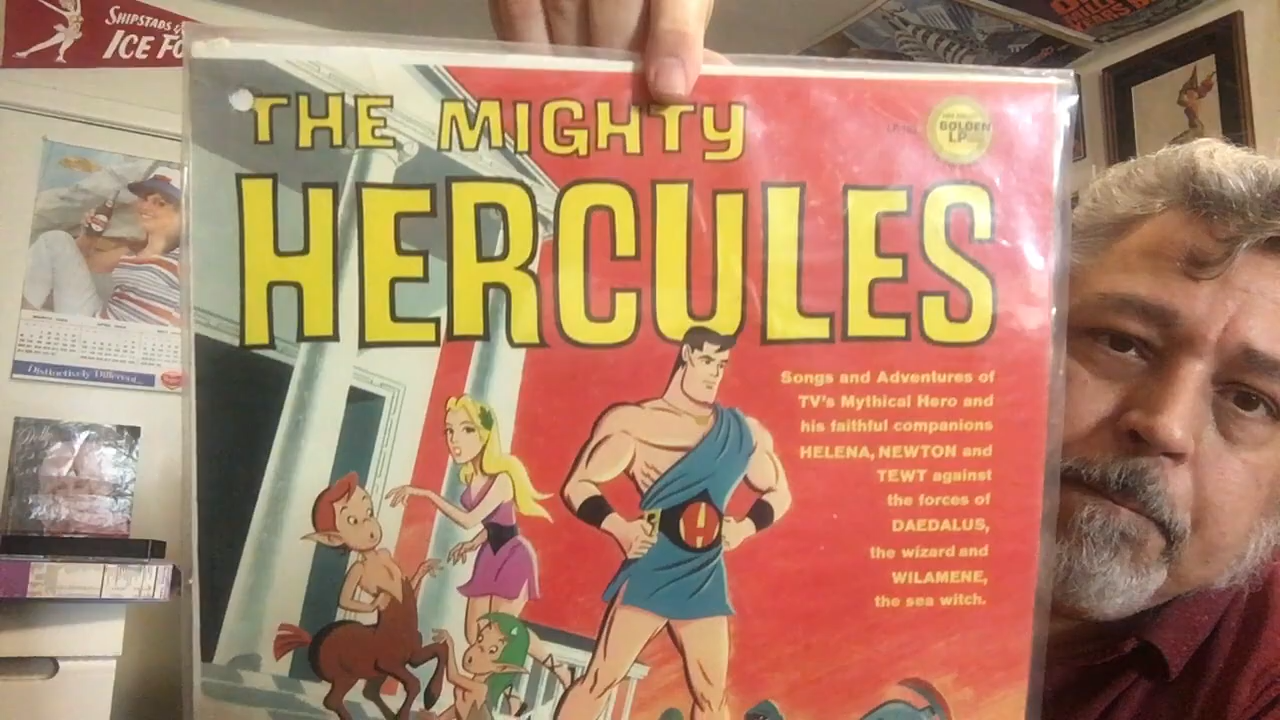 SHIPSTADS &
ICE FO
THE MIGHTY
HERCULES
GOLDEN
LP
Songs and Adventures of
TV's Mythical Hero and
his faithful companions
HELENA, NEWTON and
TEWT against
the forces of
DAEDALUS,
the wizard and
WILAMENE,
the sea witch.
H
Distinctively Different...
Dolly